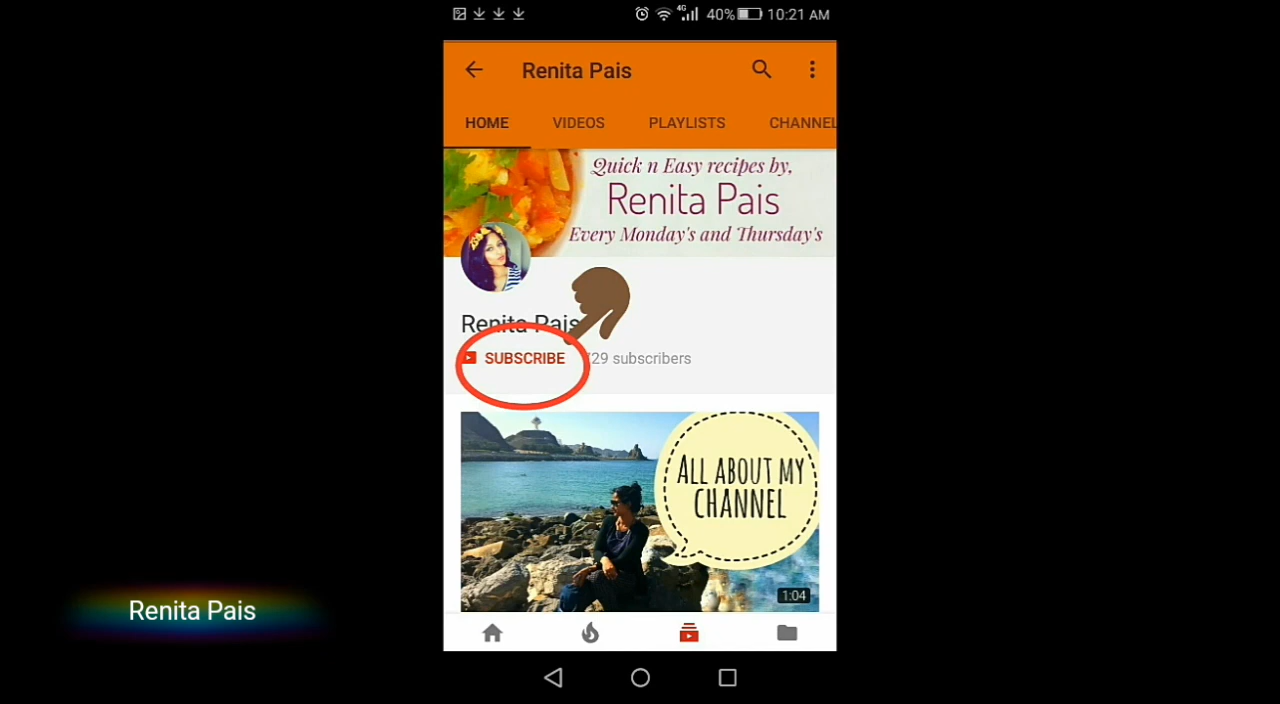 4G
40%
10:21 AM
Renita Pais
HOME
VIDEOS
PLAYLISTS
Quick n Easy recipes by,
Renita Pais
Every Monday's and Thursday's
Renita Pais
SUBSCRIBE
subscribers
ALL ABOUT MY
CHANNEL
1:04
Renita Pais